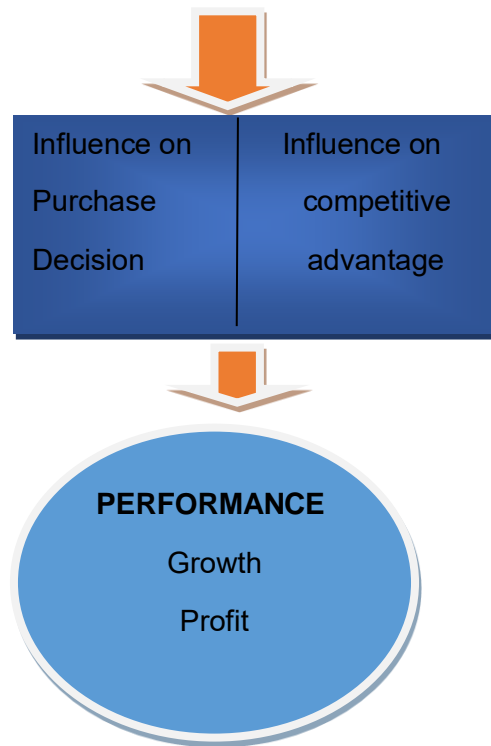 Influence on
Purchase
Decision
Influence on
competitive
advantage
PERFORMANCE
Growth
Profit